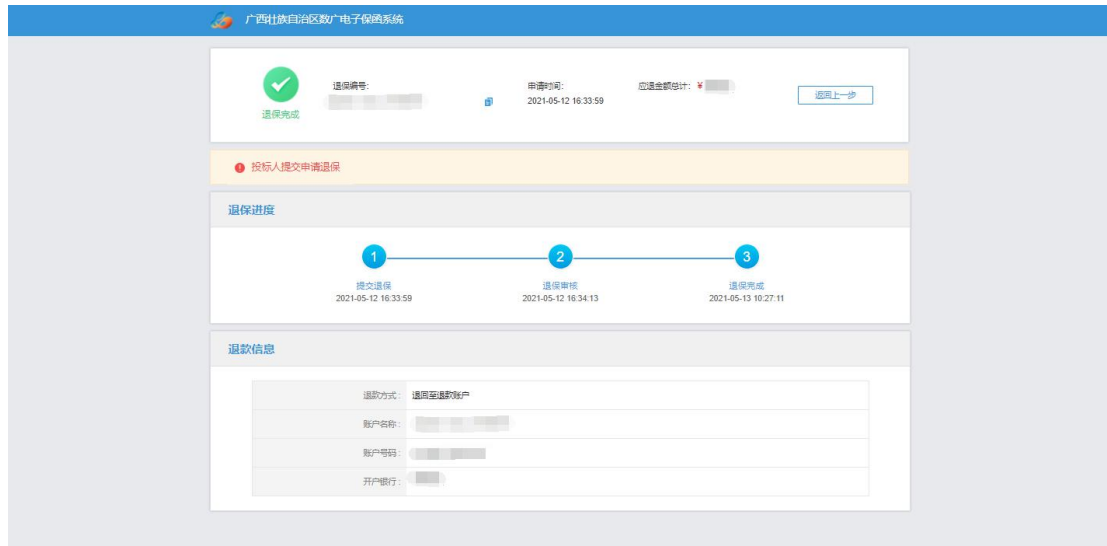 广西壮族自治区数广电子保函系统
退保编号:
申请时间:
应退金额总计: ¥
2021-05-12 16:33:59
返回上一步
退保完成
投标人提交申请退保
退保进度
1
2
3
提交退保
退保审核
退保完成
2021-05-12 16:33:59
2021-05-12 16:34:13
2021-05-13 10:27:11
退款信息
退款方式: 退回至退款账户
账户名称:
账户号码:
开户银行: